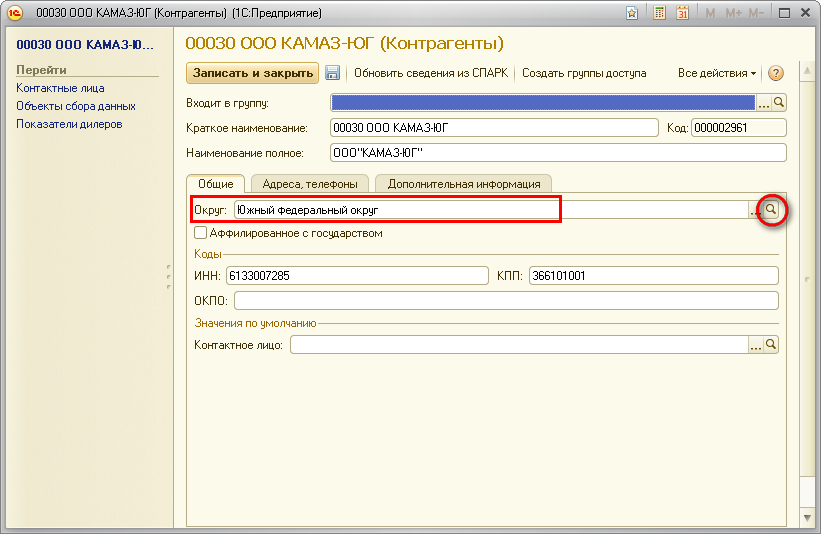 1С 00030 ООО КАМАЗ-ЮГ (Контрагенты) (1С:Предприятие) 31 M M+ M-
00030 ООО КАМАЗ-Ю...
Перейти
Контактные лица
Объекты сбора данных
Показатели дилеров
00030 ООО КАМАЗ-ЮГ (Контрагенты)
Записать и закрыть Обновить сведения из СПАРК Создать группы доступа Все действия ?
Входит в группу: ...
Краткое наименование: 00030 ООО КАМАЗ-ЮГ Код: 000002961
Наименование полное: ООО"КАМАЗ-ЮГ"
Общие Адреса, телефоны Дополнительная информация
Округ: Южный федеральный округ ...
Аффилированное с государством
Коды
ИНН: 6133007285 КПП: 366101001
ОКПО:
Значения по умолчанию
Контактное лицо: ...